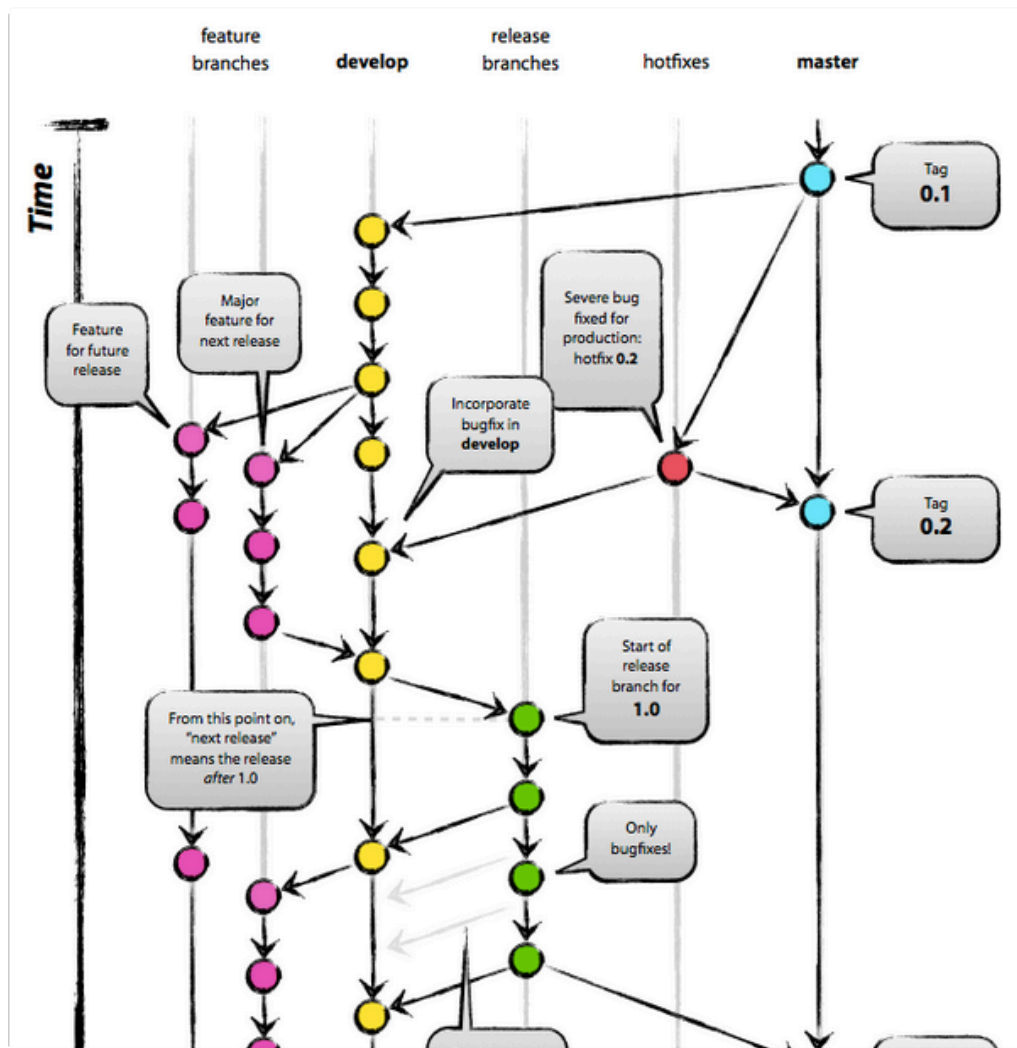 feature
branches
develop
release
branches
hotfixes
master
Time
Tag
0.1
Major
feature for
next release
Feature
for future
release
Severe bug
fixed for
production:
hotfix 0.2
Incorporate
bugfix in
develop
Tag
0.2
Start of
release
branch for
1.0
From this point on,
“next release”
means the release
after 1.0
Only
bugfixes!